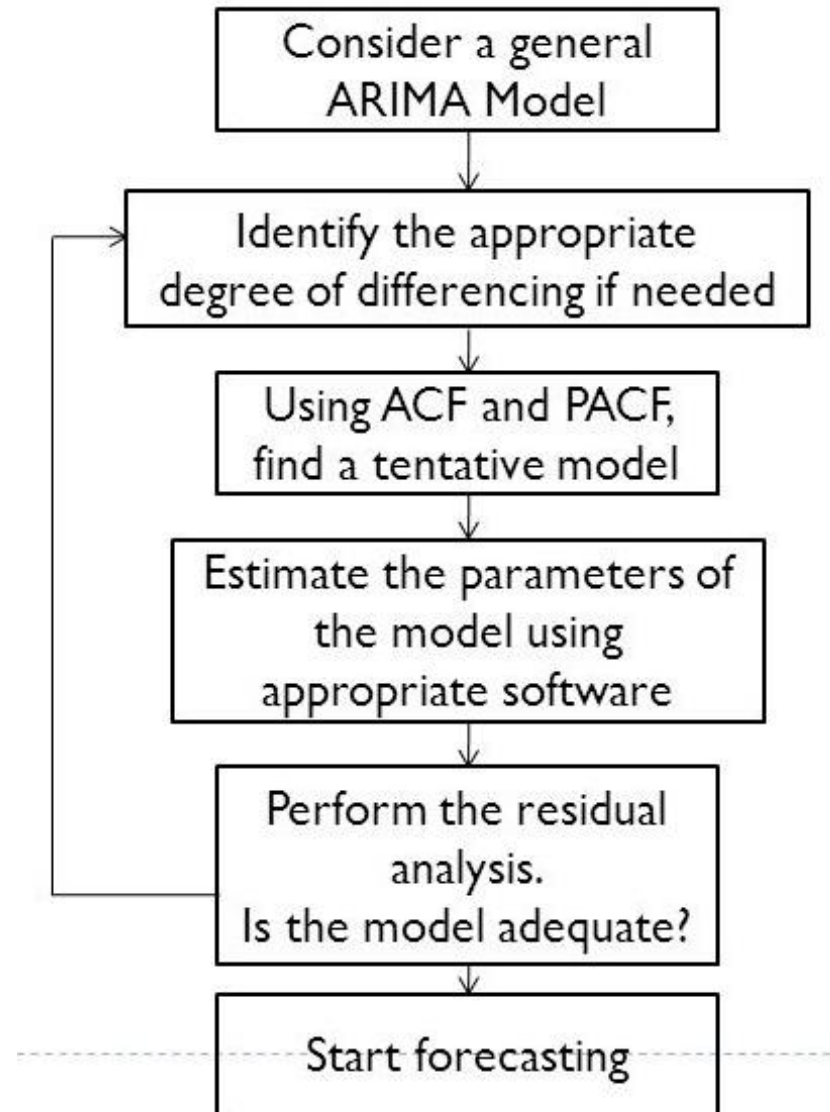 Consider a general
ARIMA Model
Identify the appropriate
degree of differencing if needed
Using ACF and PACF,
find a tentative model
Estimate the parameters of
the model using
appropriate software
Perform the residual
analysis.
Is the model adequate?
Start forecasting